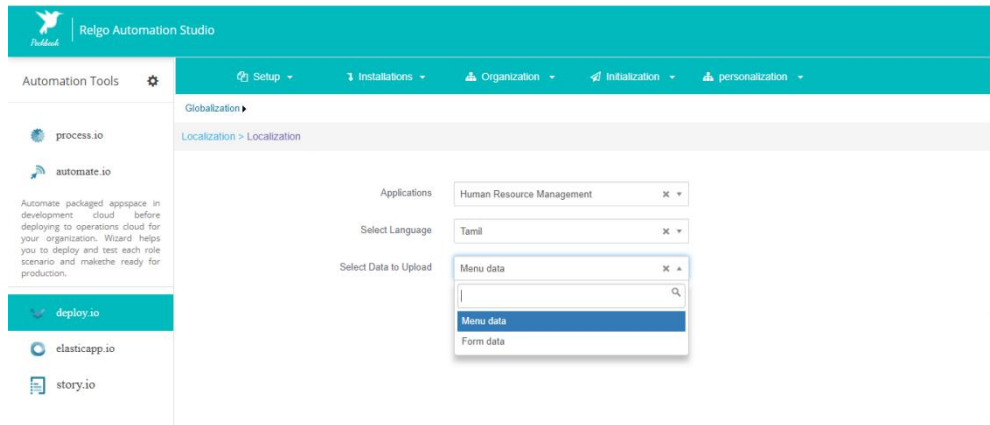 Relgo Automation Studio
Automation Tools
Setup
Installations
Organization
Initialization
personalization
Globalization
Localization > Localization
process.io
automate.io
Automate packaged appspace in
development cloud before
deploying to operations cloud for
your organization. Wizard helps
you to deploy and test each role
scenario and makethe ready for
production.
deploy.io
elasticapp.io
story.io
Applications
Human Resource Management
Select Language
Tamil
Select Data to Upload
Menu data
Menu data
Form data